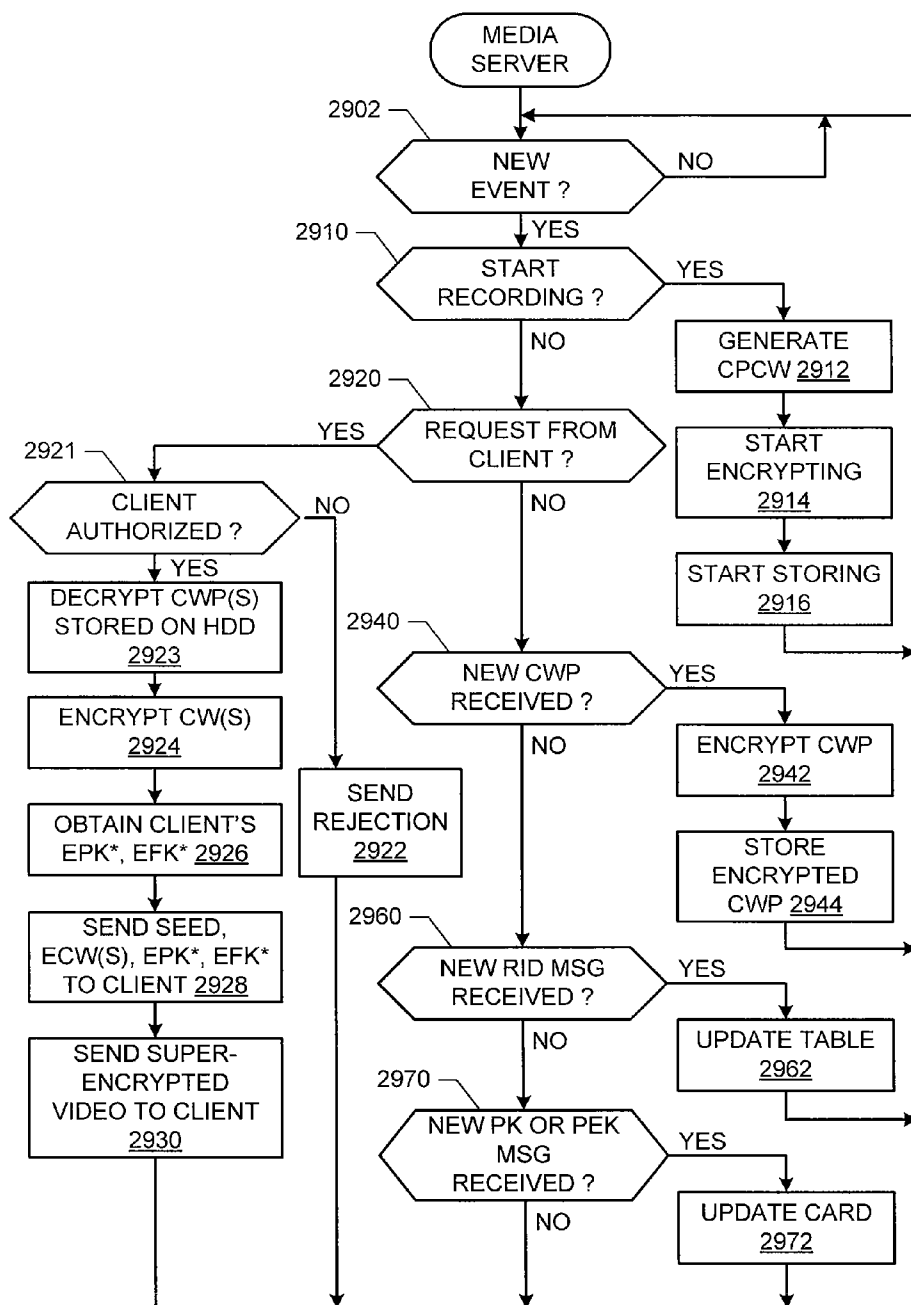 MEDIA
SERVER
2902
NEW
EVENT ?
NO
YES
2910
START
RECORDING ?
YES
NO
GENERATE
CPCW 2912
2920
REQUEST FROM
CLIENT ?
YES
NO
START
ENCRYPTING
2914
2921
CLIENT
AUTHORIZED ?
NO
YES
START STORING
2916
DECRYPT CWP(S)
STORED ON HDD
2923
2940
NEW CWP
RECEIVED ?
YES
NO
ENCRYPT CW(S)
2924
ENCRYPT CWP
2942
SEND
REJECTION
2922
OBTAIN CLIENT'S
EPK*, EFK* 2926
STORE
ENCRYPTED
CWP 2944
SEND SEED,
ECW(S), EPK*, EFK*
TO CLIENT 2928
2960
NEW RID MSG
RECEIVED ?
YES
NO
UPDATE TABLE
2962
SEND SUPER-
ENCRYPTED
VIDEO TO CLIENT
2930
2970
NEW PK OR PEK
MSG
RECEIVED ?
YES
NO
UPDATE CARD
2972